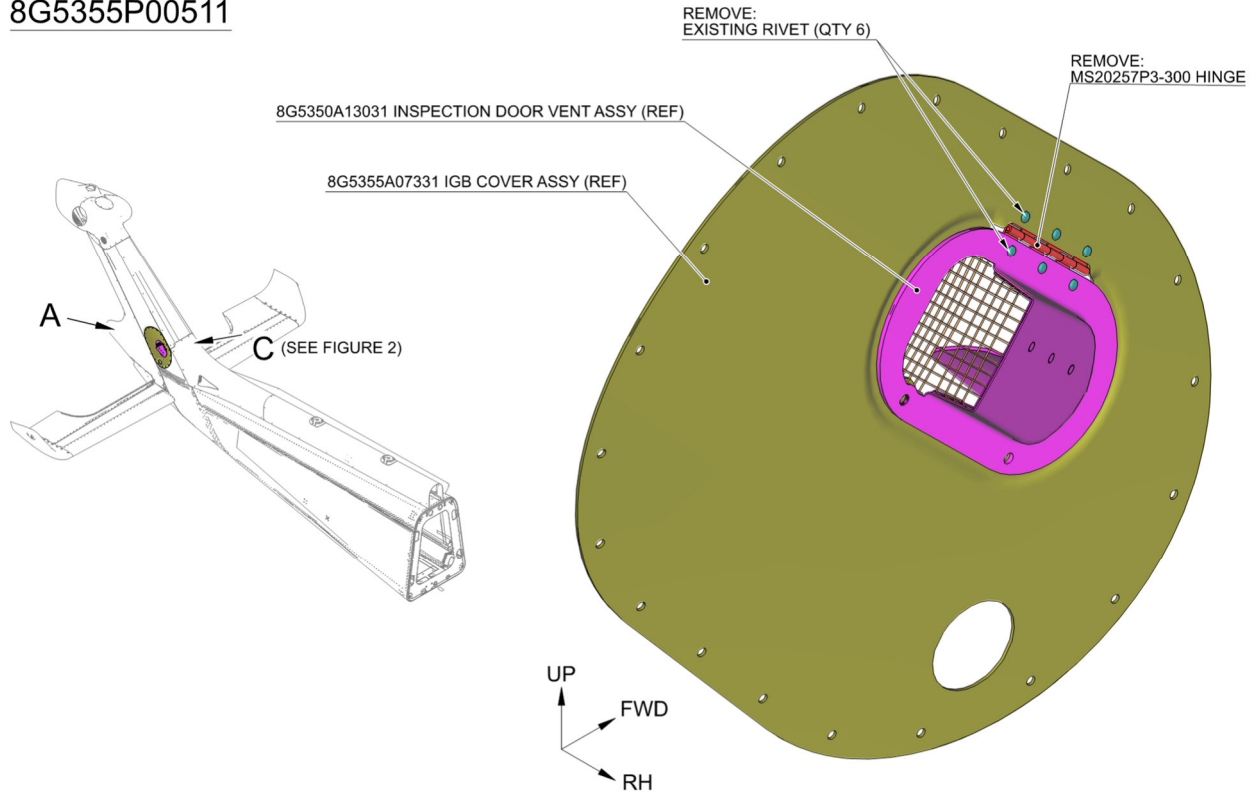 8G5355P00511
REMOVE:
EXISTING RIVET (QTY 6)
REMOVE:
MS20257P3-300 HINGE
8G5350A13031 INSPECTION DOOR VENT ASSY (REF)
8G5355A07331 IGB COVER ASSY (REF)
A
C (SEE FIGURE 2)
UP
FWD
RH